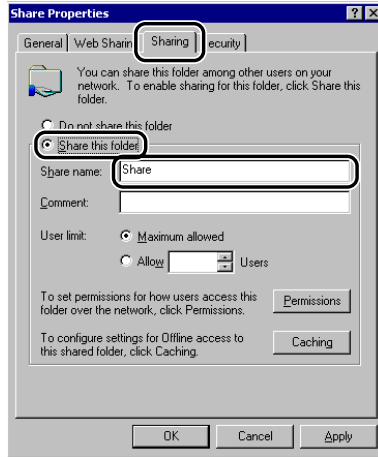 Share Properties
General Web Sharin Sharing ecurity
You can share this folder among other users on your
network. To enable sharing for this folder, click Share this
folder.
Do not share this folder
Share this folder
Share name: Share
Comment:
User limit: Maximum allowed
Allow Users
To set permissions for how users access this
folder over the network, click Permissions.
Permissions
To configure settings for Offline access to
this shared folder, click Caching.
Caching
OK Cancel Apply